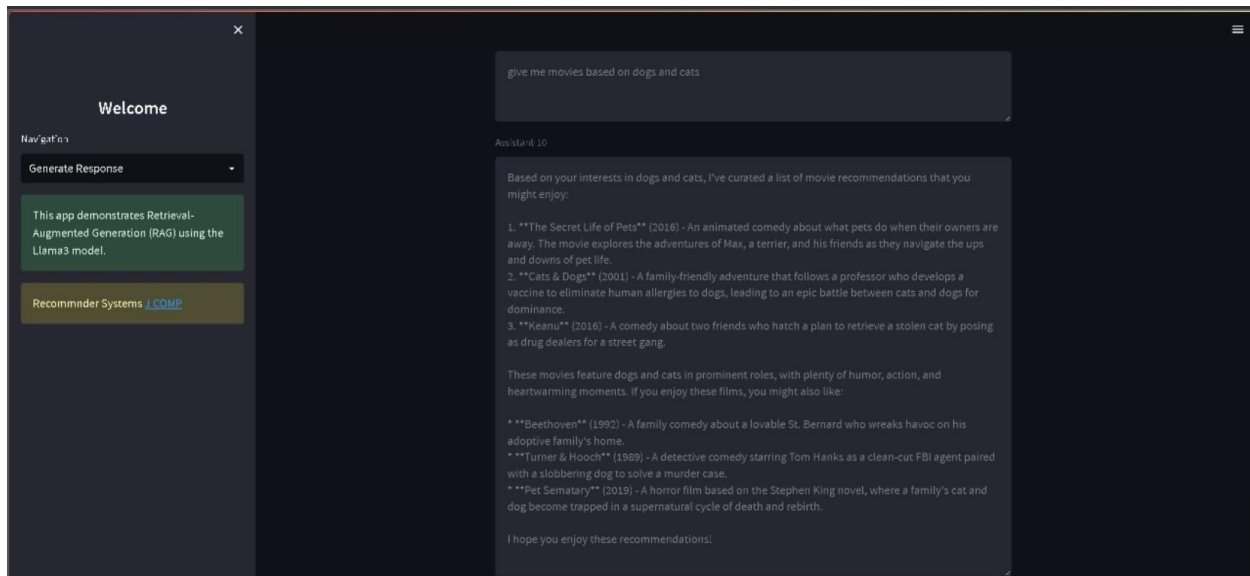 Welcome
Navigation
Generate Response
This app demonstrates Retrieval-
Augmented Generation (RAG) using the
Llama3 model.
Recommnder Systems J COMP
give me movies based on dogs and cats
Assistant-10
Based on your interests in dogs and cats, I've curated a list of movie recommendations that you
might enjoy:
1. **The Secret Life of Pets** (2016) - An animated comedy about what pets do when their owners are
away. The movie explores the adventures of Max, a terrier, and his friends as they navigate the ups
and downs of pet life.
2. **Cats & Dogs** (2001) - A family-friendly adventure that follows a professor who develops a
vaccine to eliminate human allergies to dogs, leading to an epic battle between cats and dogs for
dominance.
3. **Keanu** (2016) - A comedy about two friends who hatch a plan to retrieve a stolen cat by posing
as drug dealers for a street gang.
These movies feature dogs and cats in prominent roles, with plenty of humor, action, and
heartwarming moments. If you enjoy these films, you might also like:
* **Beethoven** (1992) - A family comedy about a lovable St. Bernard who wreaks havoc on his
adoptive family's home.
* **Turner & Hooch** (1989) - A detective comedy starring Tom Hanks as a clean-cut FBI agent paired
with a slobbering dog to solve a murder case.
* **Pet Sematary** (2019) - A horror film based on the Stephen King novel, where a family's cat and
dog become trapped in a supernatural cycle of death and rebirth.
I hope you enjoy these recommendations!